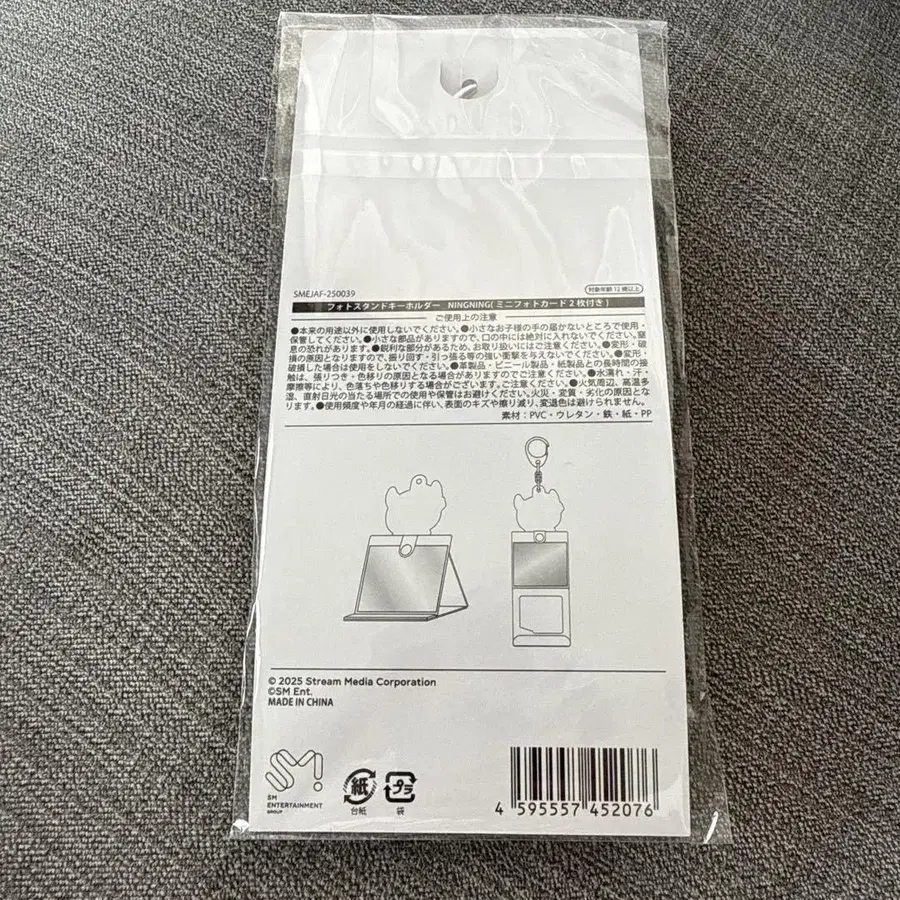 SMEJAF-250039
対象年齢12歳以上
フォトスタンドキーホルダー NINGNING(ミニフォトカード2枚付き)
ご使用上の注意
●本来の用途以外に使用しないでください。●小さなお子様の手の届かないところで使用・
保管してください。●小さな部品がありますので、口の中には絶対に入れないでください。窒
息の恐れがあります。●鋭利な部分があるため、お取り扱いにはご注意ください。●変形・破
損の原因となりますので、振り回す・引っ張る等の強い衝撃を与えないでください。●変形・
破損した場合は使用をしないでください。●革製品・ビニール製品・紙製品との長時間の接
触は、張りつき・色移りの原因となる場合がありますのでご注意ください。●水濡れ・汗・
摩擦等により、色落ちや色移りする場合がございます。ご注意ください。●火気周辺、高温多
湿、直射日光の当たる場所での使用や保管はお避けください。火災・変質・劣化の原因とな
ります。●使用頻度や年月の経過に伴い、表面のキズや擦り減り、変退色は避けられません。
素材：PVC・ウレタン・鉄・紙・PP
© 2025 Stream Media Corporation
©SM Ent.
MADE IN CHINA
SM
ENTERTAINMENT
GROUP
紙
台紙
プラ
袋
4 595557 452076